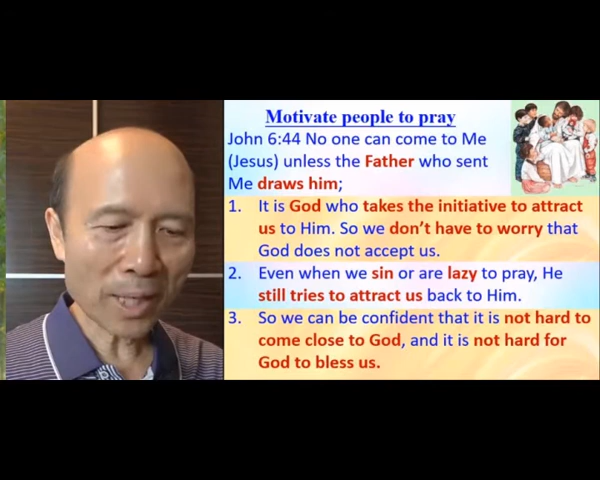 Motivate people to pray
John 6:44 No one can come to Me
(Jesus) unless the Father who sent
Me draws him;
1. It is God who takes the initiative to attract
us to Him. So we don't have to worry that
God does not accept us.
2. Even when we sin or are lazy to pray, He
still tries to attract us back to Him.
3. So we can be confident that it is not hard to
come close to God, and it is not hard for
God to bless us.